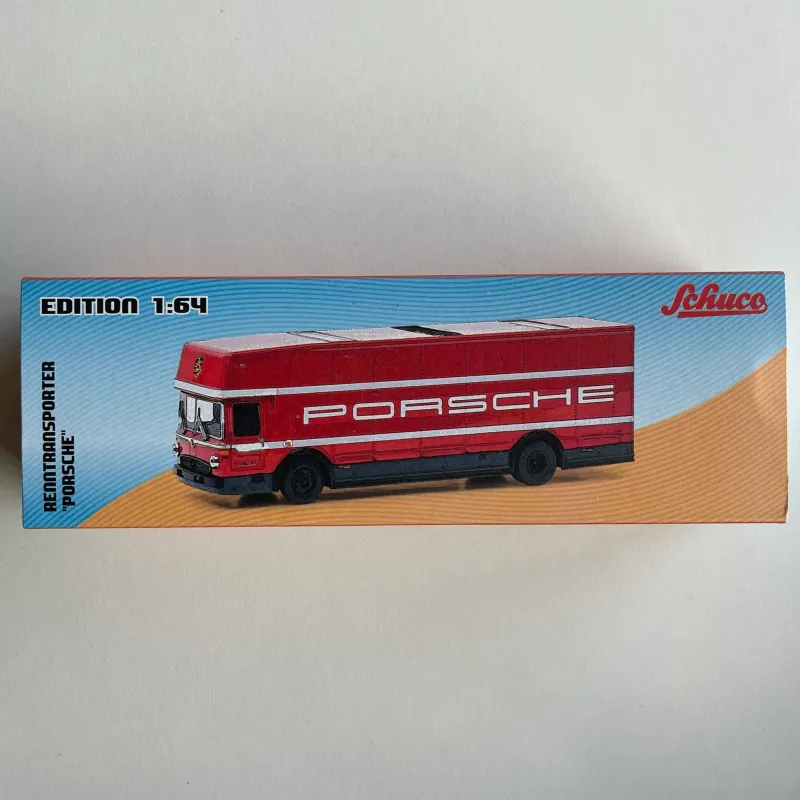 EDITION 1:64
Schuco
RENNTRANSPORTER
"PORSCHE"
PORSCHE